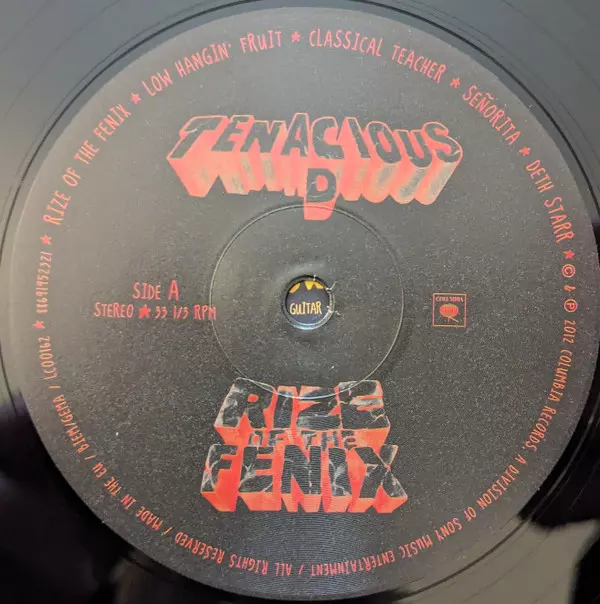 ★ RIZE OF THE FENIX ★ LOW HANGIN' FRUIT ★ CLASSICAL TEACHER ★ SEÑORITA ★ DETH STARR ★
© & ℗ 2012 COLUMBIA RECORDS, A DIVISION OF SONY MUSIC ENTERTAINMENT / ALL RIGHTS RESERVED / MADE IN THE EU / BIEM/GEMA / LC00162
TENACIOUS
D
SIDE A
STEREO ★ 33 1/3 RPM
GUITAR
COLUMBIA
RIZE
OF THE
FENIX